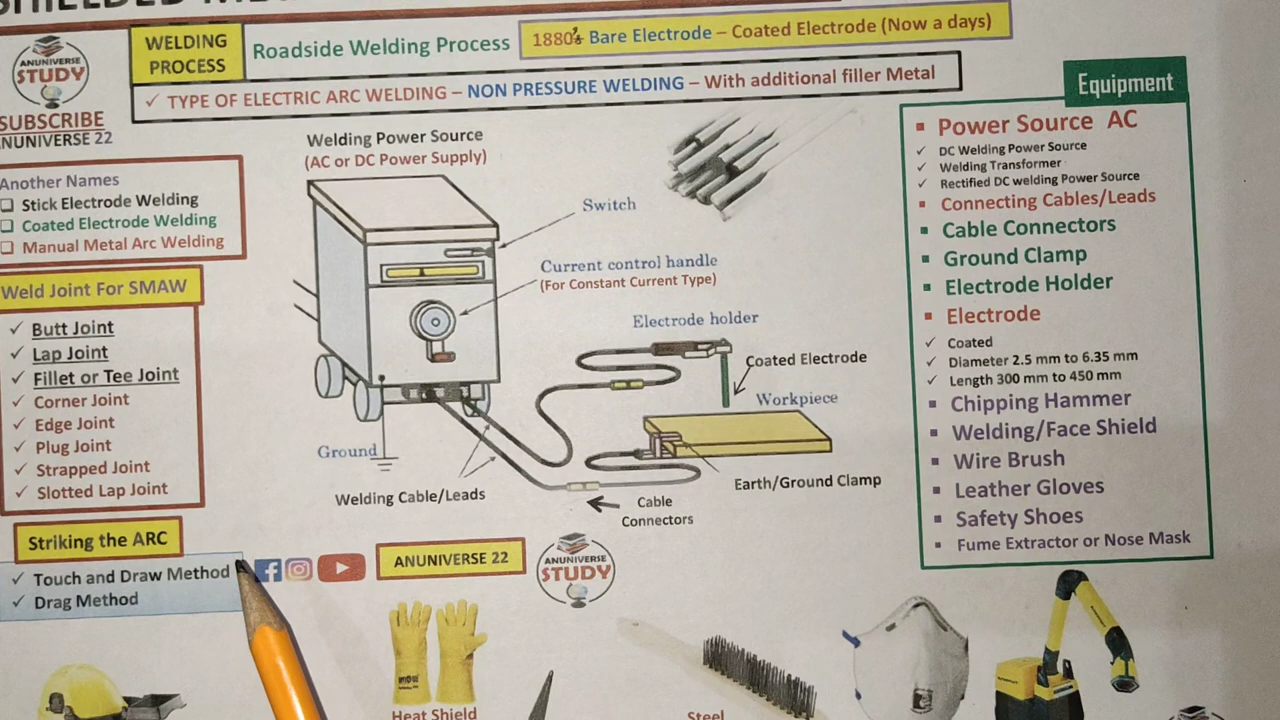 SHIELDED
WELDING
PROCESS
Roadside Welding Process
1880's Bare Electrode – Coated Electrode (Now a days)
✓ TYPE OF ELECTRIC ARC WELDING – NON PRESSURE WELDING – With additional filler Metal
ANUNIVERSE
STUDY
SUBSCRIBE
ANUNIVERSE 22
Another Names
❑ Stick Electrode Welding
❑ Coated Electrode Welding
❑ Manual Metal Arc Welding
Weld Joint For SMAW
✓ Butt Joint
✓ Lap Joint
✓ Fillet or Tee Joint
✓ Corner Joint
✓ Edge Joint
✓ Plug Joint
✓ Strapped Joint
✓ Slotted Lap Joint
Striking the ARC
✓ Touch and Draw Method
✓ Drag Method
Welding Power Source
(AC or DC Power Supply)
Switch
Current control handle
(For Constant Current Type)
Electrode holder
Coated Electrode
Workpiece
Ground
Welding Cable/Leads
Cable
Connectors
Earth/Ground Clamp
ANUNIVERSE 22
ANUNIVERSE
STUDY
Equipment
▪ Power Source AC
✓ DC Welding Power Source
✓ Welding Transformer
✓ Rectified DC welding Power Source
▪ Connecting Cables/Leads
▪ Cable Connectors
▪ Ground Clamp
▪ Electrode Holder
▪ Electrode
✓ Coated
✓ Diameter 2.5 mm to 6.35 mm
✓ Length 300 mm to 450 mm
▪ Chipping Hammer
▪ Welding/Face Shield
▪ Wire Brush
▪ Leather Gloves
▪ Safety Shoes
▪ Fume Extractor or Nose Mask
Heat Shield
Steel